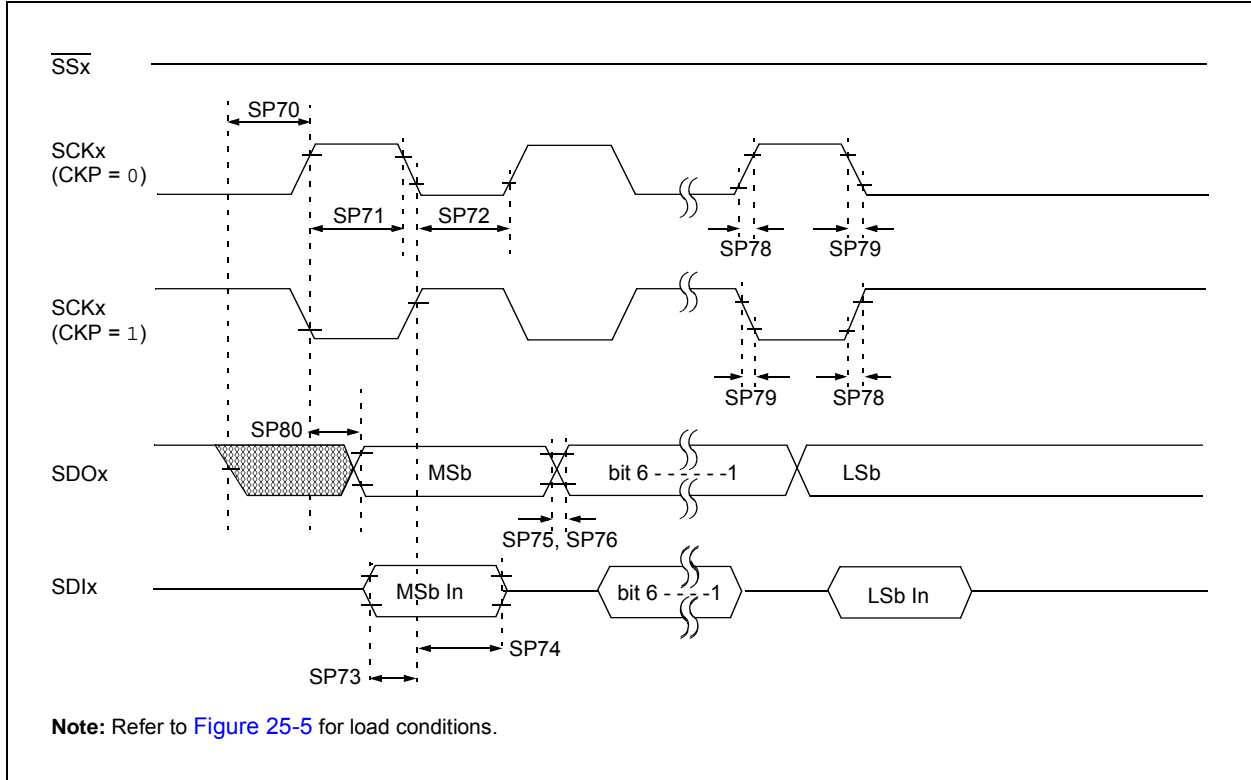 SSx
SP70
SCKx
(CKP = 0)
SP71
SP72
SP78
SP79
SCKx
(CKP = 1)
SP79
SP78
SP80
SDOx
MSb
bit 6 - - - - - - -1
LSb
SP75, SP76
SDIx
MSb In
bit 6 - - - - -1
LSb In
SP74
SP73
Note: Refer to Figure 25-5 for load conditions.